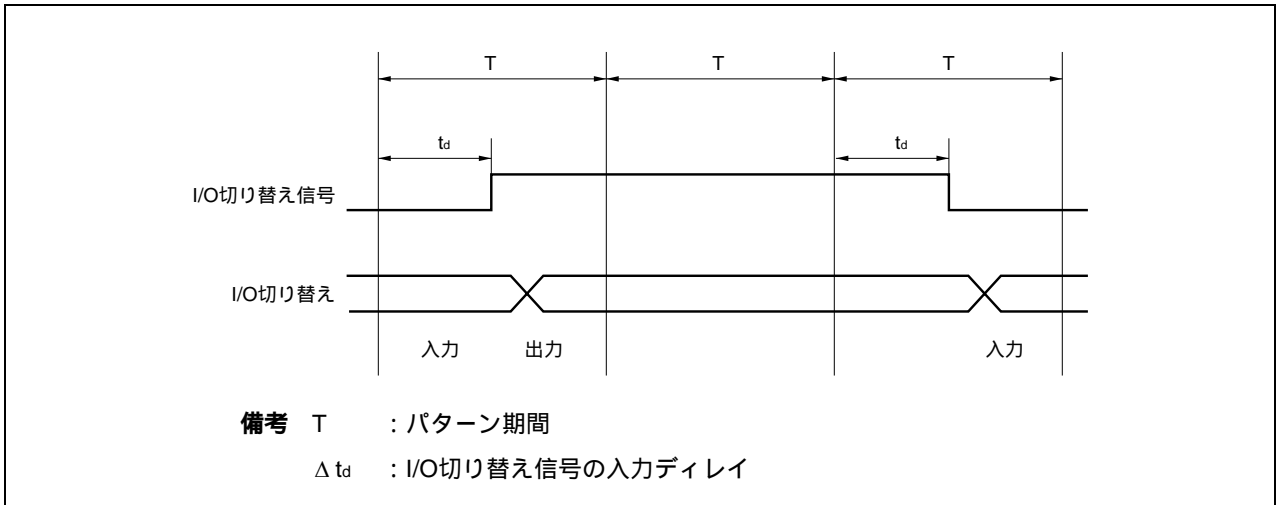 T T T
td td
I/O切り替え信号
I/O切り替え
入力 出力 入力
備考 T :パターン期間
Δtd :I/O切り替え信号の入力ディレイ